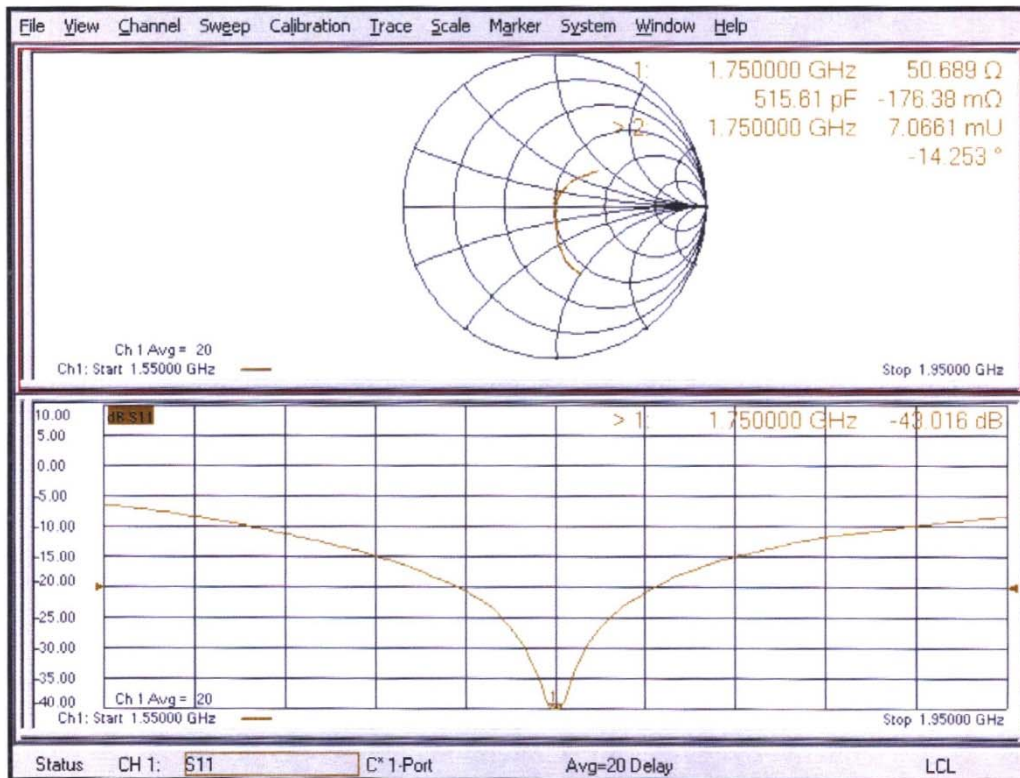 File View Channel Sweep Calibration Trace Scale Marker System Window Help
1: 1.750000 GHz 50.689 Ω
515.61 pF -176.38 mΩ
> 2: 1.750000 GHz 7.0661 mU
-14.253 °
Ch 1 Avg = 20
Ch1: Start 1.55000 GHz
Stop 1.95000 GHz
10.00
dB S11
> 1: 1.750000 GHz -43.016 dB
5.00
0.00
-5.00
-10.00
-15.00
-20.00
-25.00
-30.00
-35.00
-40.00
1
Ch 1 Avg = 20
Ch1: Start 1.55000 GHz
Stop 1.95000 GHz
Status CH 1: S11 C* 1-Port Avg=20 Delay LCL